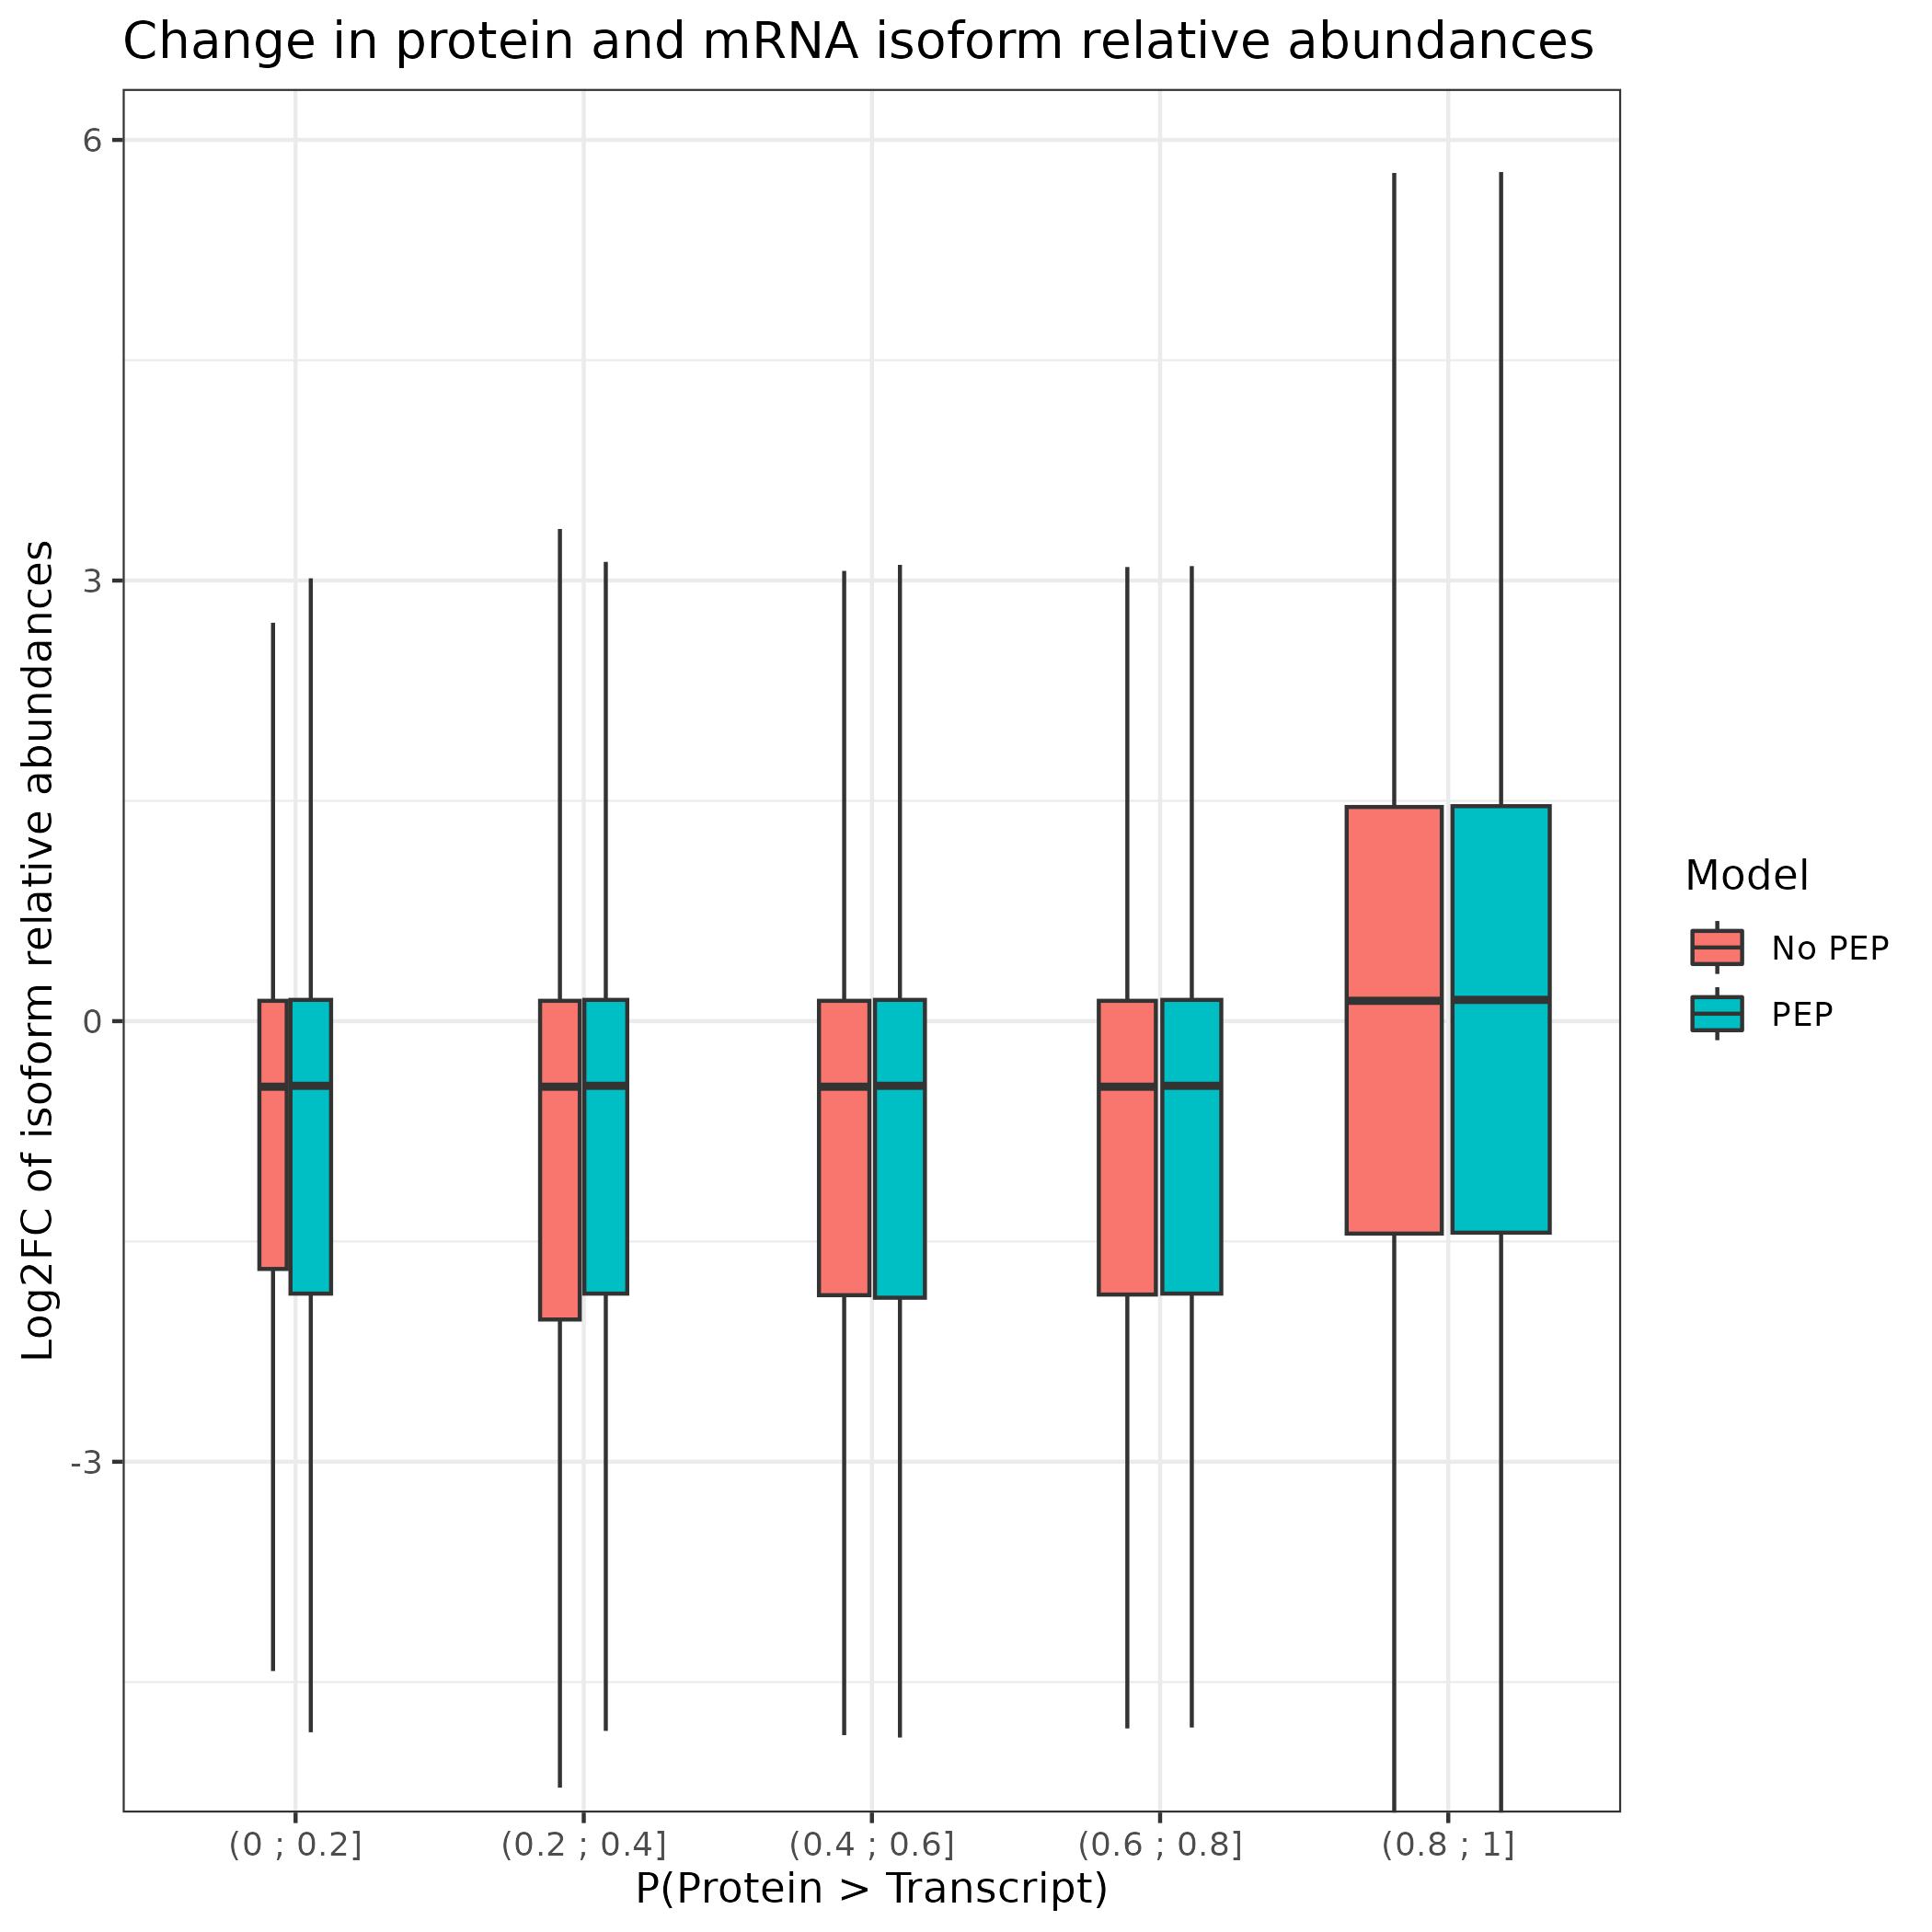 Change in protein and mRNA isoform relative abundances
Log2FC of isoform relative abundances
6
3
0
-3
(0 ; 0.2]
(0.2 ; 0.4]
(0.4 ; 0.6]
(0.6 ; 0.8]
(0.8 ; 1]
P(Protein > Transcript)
Model
No PEP
PEP